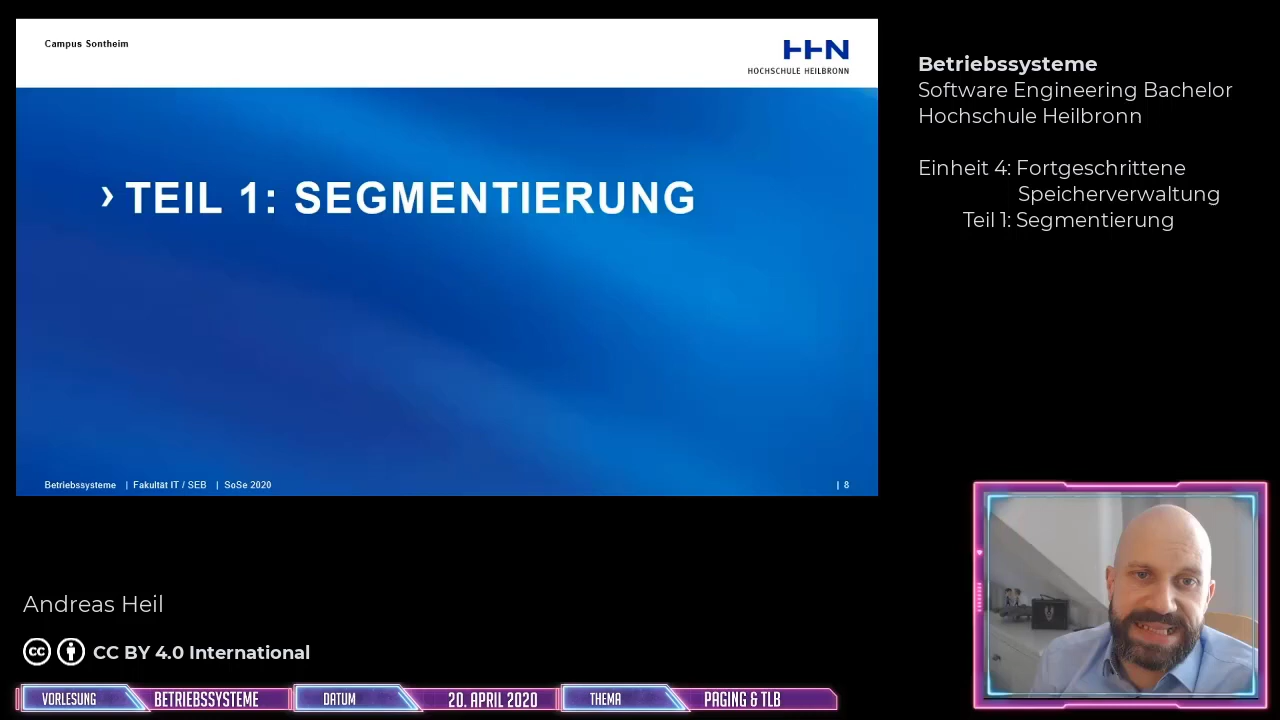 Campus Sontheim
HHN
HOCHSCHULE HEILBRONN
› TEIL 1: SEGMENTIERUNG
Betriebssysteme | Fakultät IT / SEB | SoSe 2020
| 8
Betriebssysteme
Software Engineering Bachelor
Hochschule Heilbronn
Einheit 4: Fortgeschrittene
Speicherverwaltung
Teil 1: Segmentierung
Andreas Heil
CC BY 4.0 International
VORLESUNG BETRIEBSSYSTEME DATUM 20. APRIL 2020 THEMA PAGING & TLB